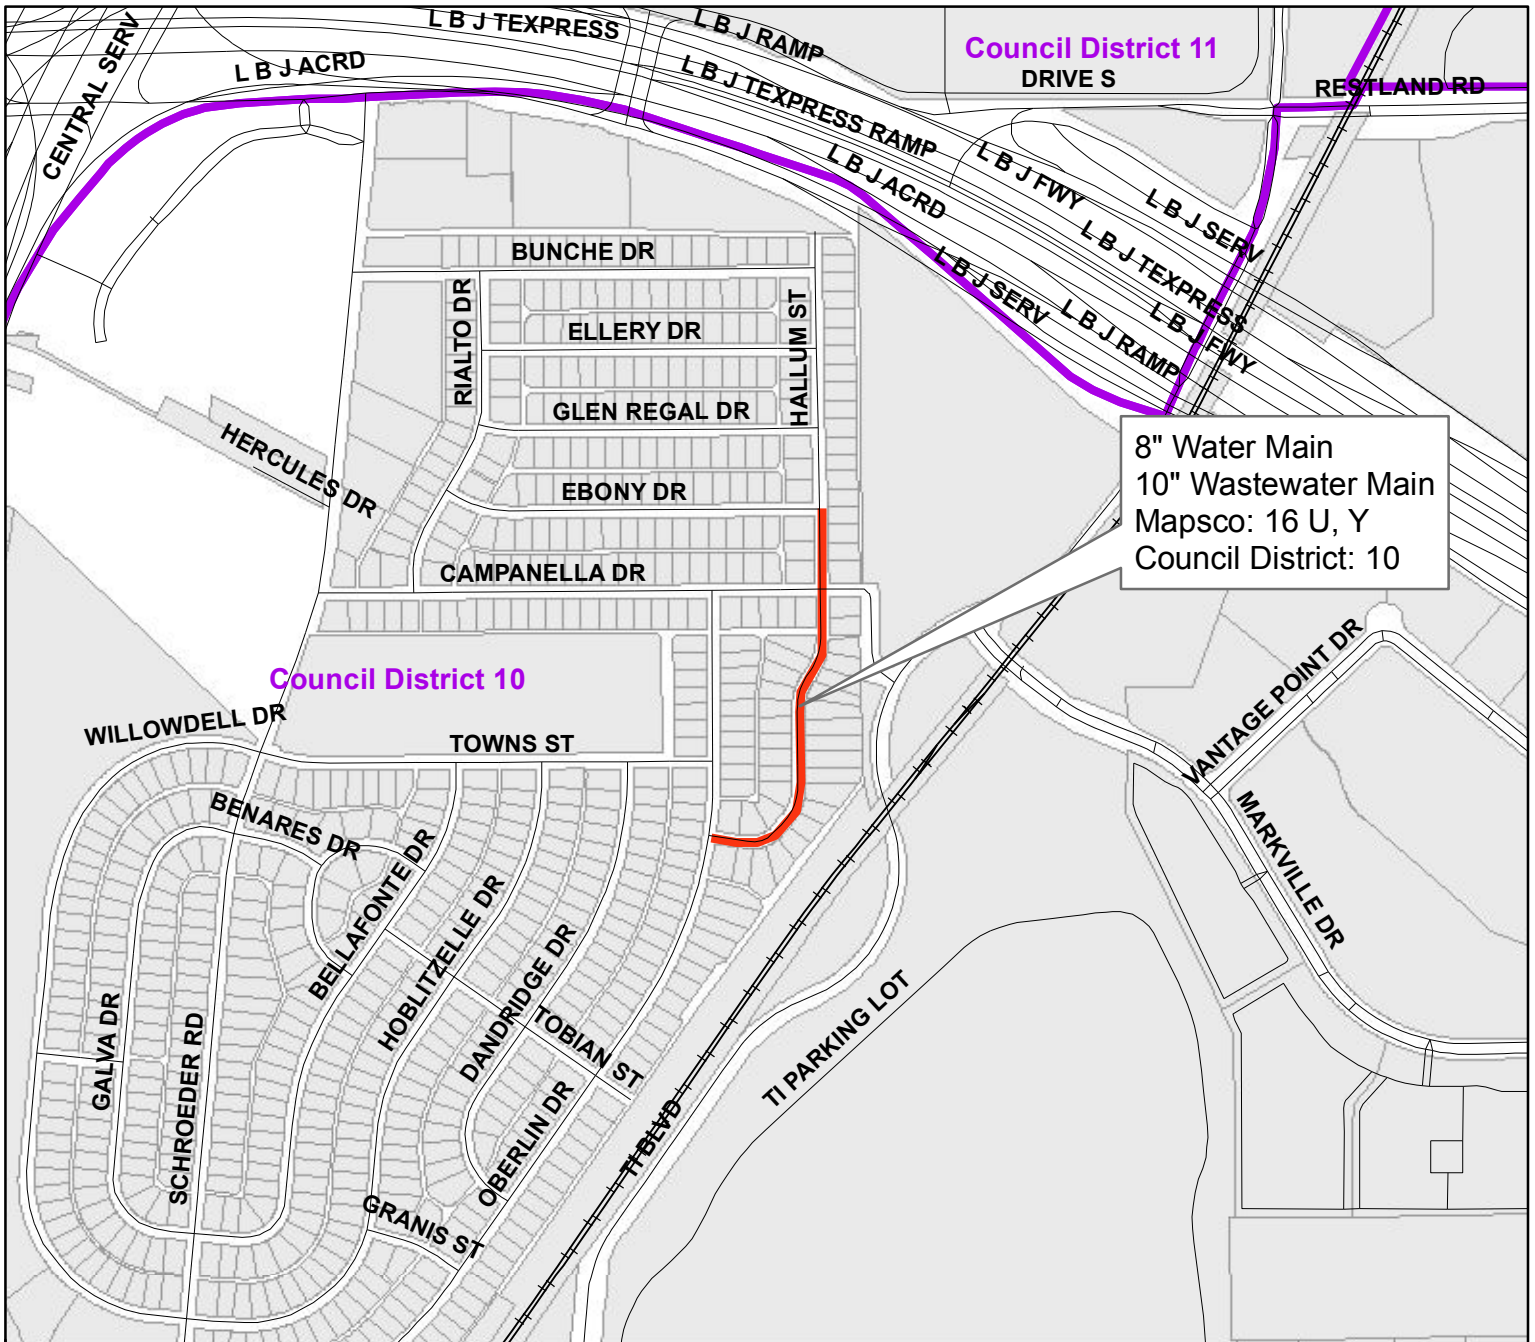 L B J TEXPRESS
L B J RAMP
Council District 11
DRIVE S
RESTLAND RD
CENTRAL SERV
L B J ACRD
L B J TEXPRESS RAMP
L B J FWY
L B J ACRD
L B J SERV
L B J TEXPRESS
L B J SERV
L B J RAMP
L B J FWY
BUNCHE DR
RIALTO DR
ELLERY DR
HALLUM ST
GLEN REGAL DR
HERCULES DR
EBONY DR
CAMPANELLA DR
8" Water Main
10" Wastewater Main
Mapsco: 16 U, Y
Council District: 10
Council District 10
WILLOWDELL DR
TOWNS ST
VANTAGE POINT DR
BENARES DR
MARKVILLE DR
BELLAFONTE DR
HOBLITZELLE DR
DANDRIDGE DR
TOBIAN ST
GALVA DR
SCHROEDER RD
OBERLIN DR
TI BLVD
TI PARKING LOT
GRANIS ST